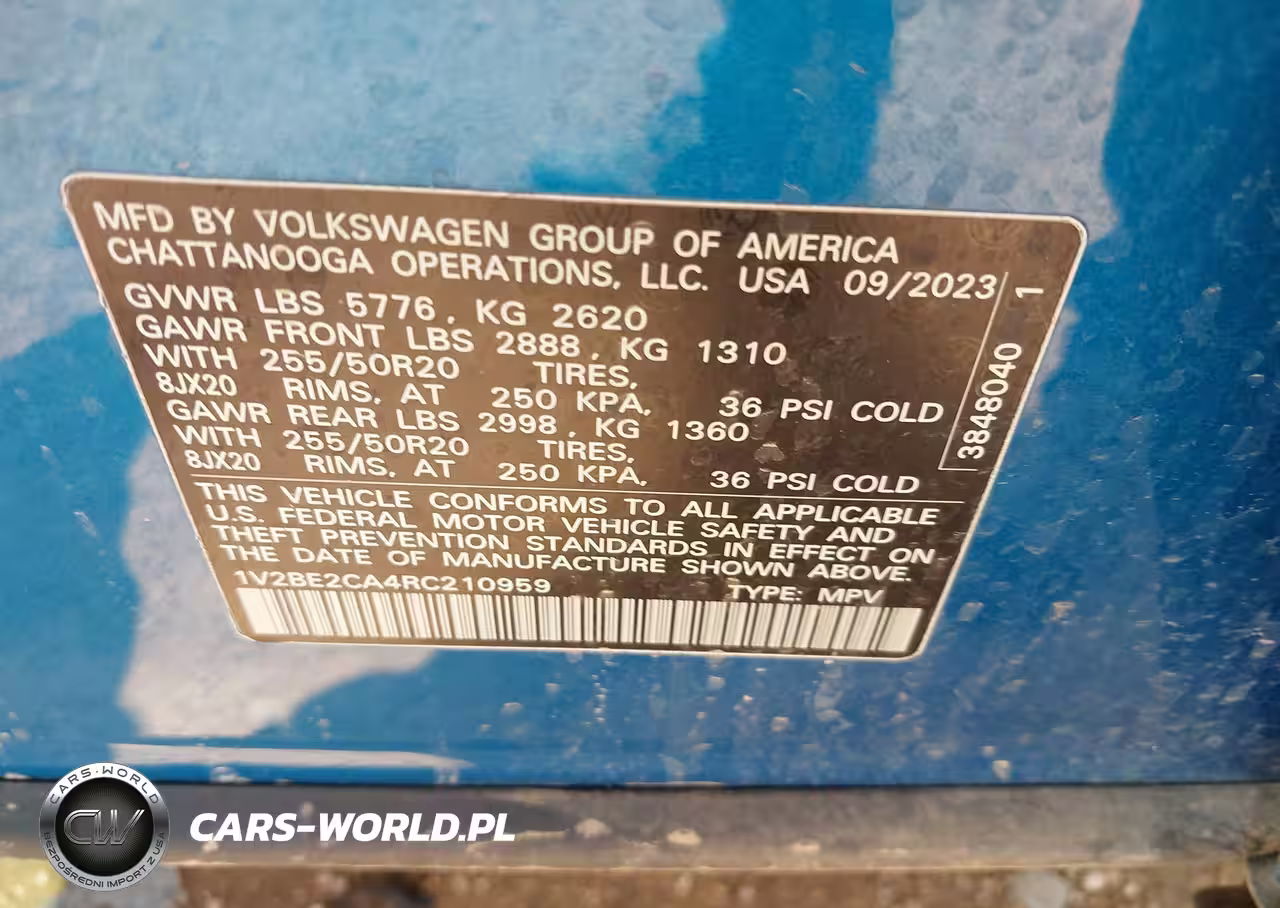 MFD BY VOLKSWAGEN GROUP OF AMERICA
CHATTANOOGA OPERATIONS, LLC. USA 09/2023
GVWR LBS 5776, KG 2620
GAWR FRONT LBS 2888, KG 1310
WITH 255/50R20 TIRES,
8JX20 RIMS, AT 250 KPA, 36 PSI COLD
GAWR REAR LBS 2998, KG 1360
WITH 255/50R20 TIRES,
8JX20 RIMS, AT 250 KPA, 36 PSI COLD
3848040 1
THIS VEHICLE CONFORMS TO ALL APPLICABLE
U.S. FEDERAL MOTOR VEHICLE SAFETY AND
THEFT PREVENTION STANDARDS IN EFFECT ON
THE DATE OF MANUFACTURE SHOWN ABOVE.
1V2BE2CA4RC210959 TYPE: MPV
CARS-WORLD
CW
BEZPOŚREDNI IMPORT Z USA
CARS-WORLD.PL